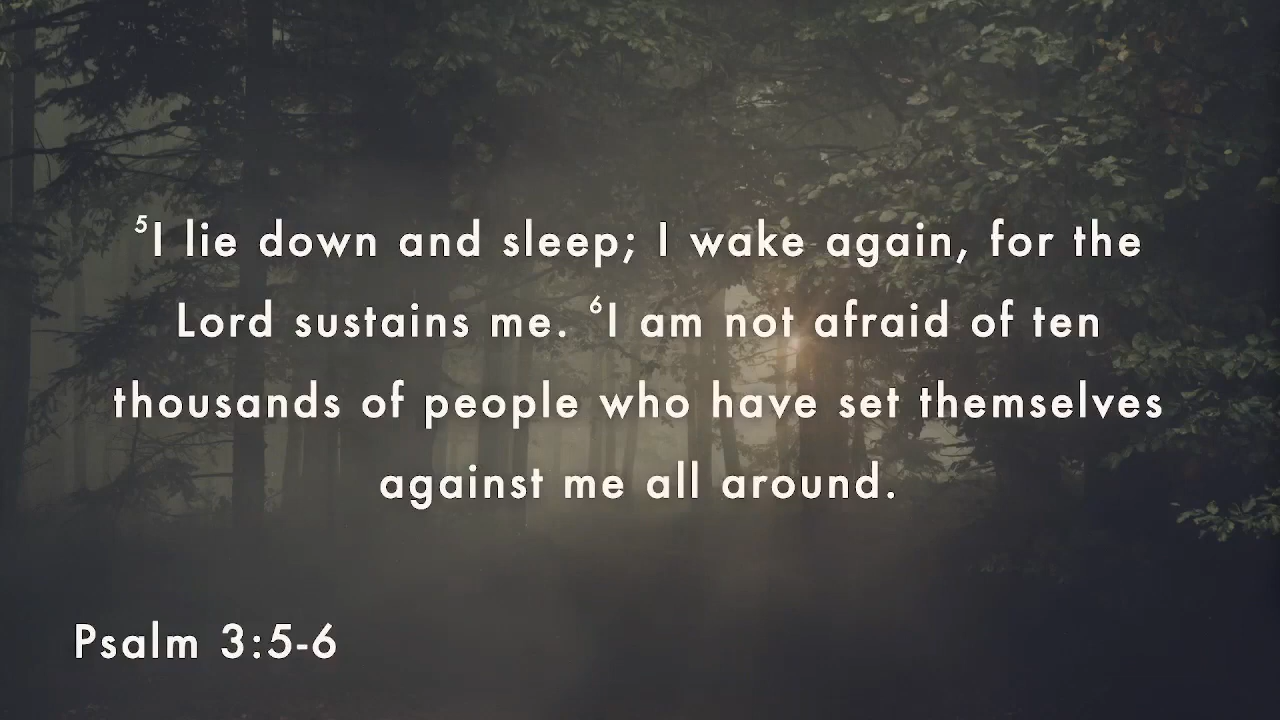 ⁵I lie down and sleep; I wake again, for the
Lord sustains me. ⁶I am not afraid of ten
thousands of people who have set themselves
against me all around.
Psalm 3:5-6